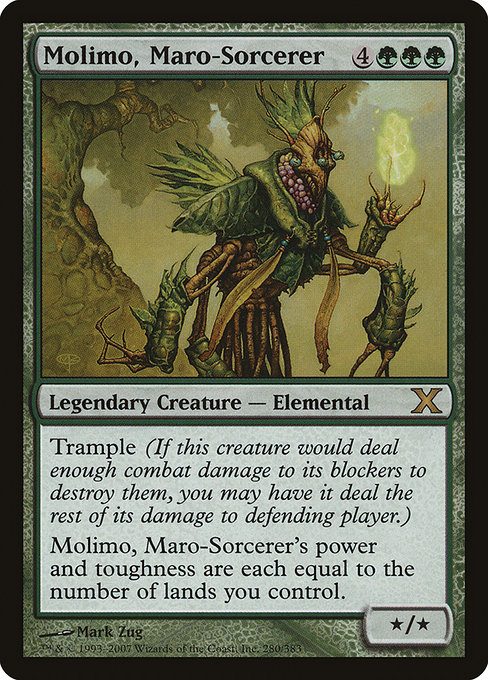 Molimo, Maro-Sorcerer 4
Legendary Creature — Elemental X
Trample (If this creature would deal
enough combat damage to its blockers to
destroy them, you may have it deal the
rest of its damage to defending player.)
Molimo, Maro-Sorcerer's power
and toughness are each equal to the
number of lands you control.
Mark Zug
★/★
™ & © 1993–2007 Wizards of the Coast, Inc. 280/383